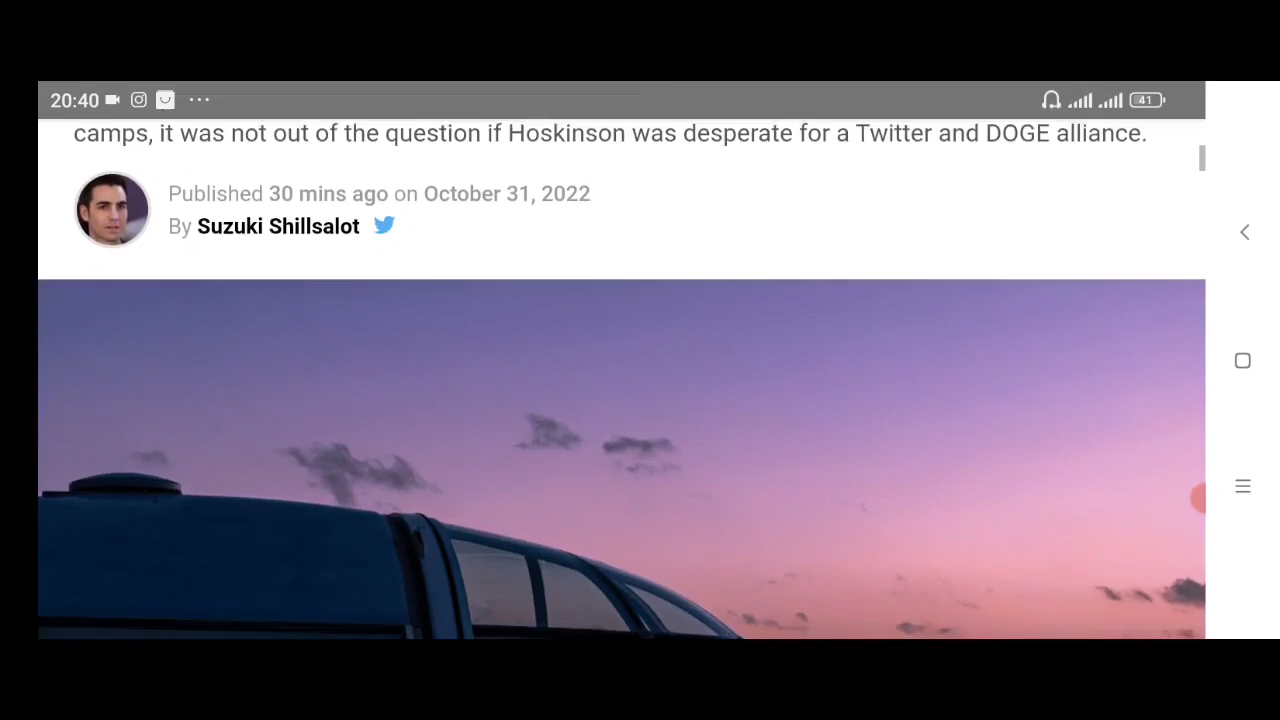 20:40
41
camps, it was not out of the question if Hoskinson was desperate for a Twitter and DOGE alliance.
Published 30 mins ago on October 31, 2022
By Suzuki Shillsalot